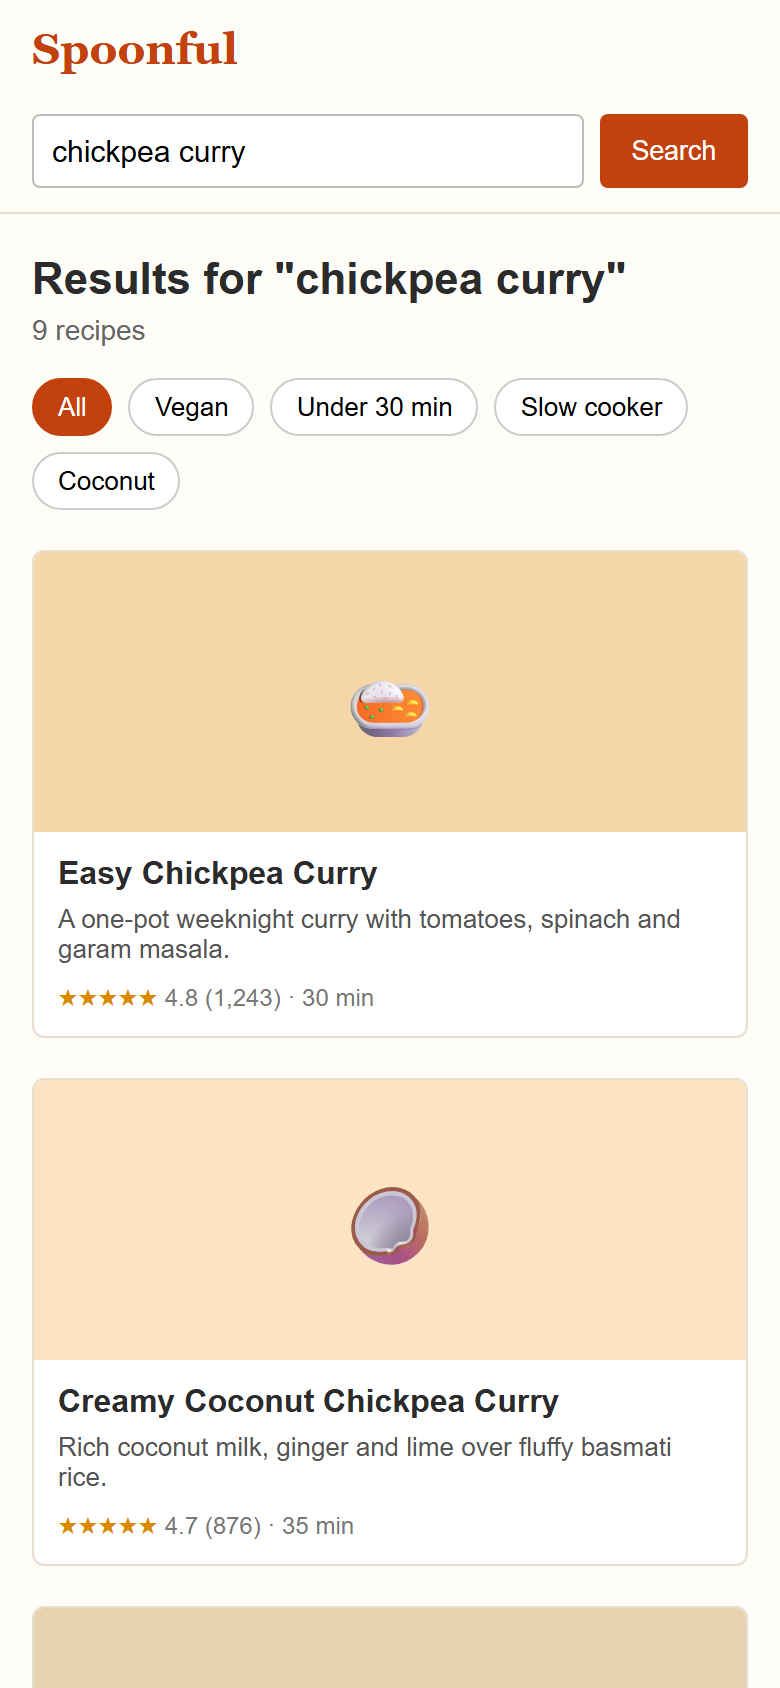 Spoonful
chickpea curry
Search
Results for "chickpea curry"
9 recipes
All
Vegan
Under 30 min
Slow cooker
Coconut
Easy Chickpea Curry
A one-pot weeknight curry with tomatoes, spinach and
garam masala.
★★★★★ 4.8 (1,243) · 30 min
Creamy Coconut Chickpea Curry
Rich coconut milk, ginger and lime over fluffy basmati
rice.
★★★★★ 4.7 (876) · 35 min